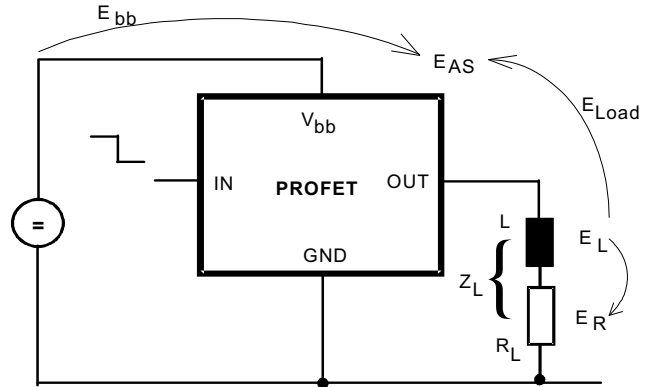 E bb
E AS
E Load
V bb
IN
PROFET
OUT
GND
L
E L
Z L
{
E R
R L
=